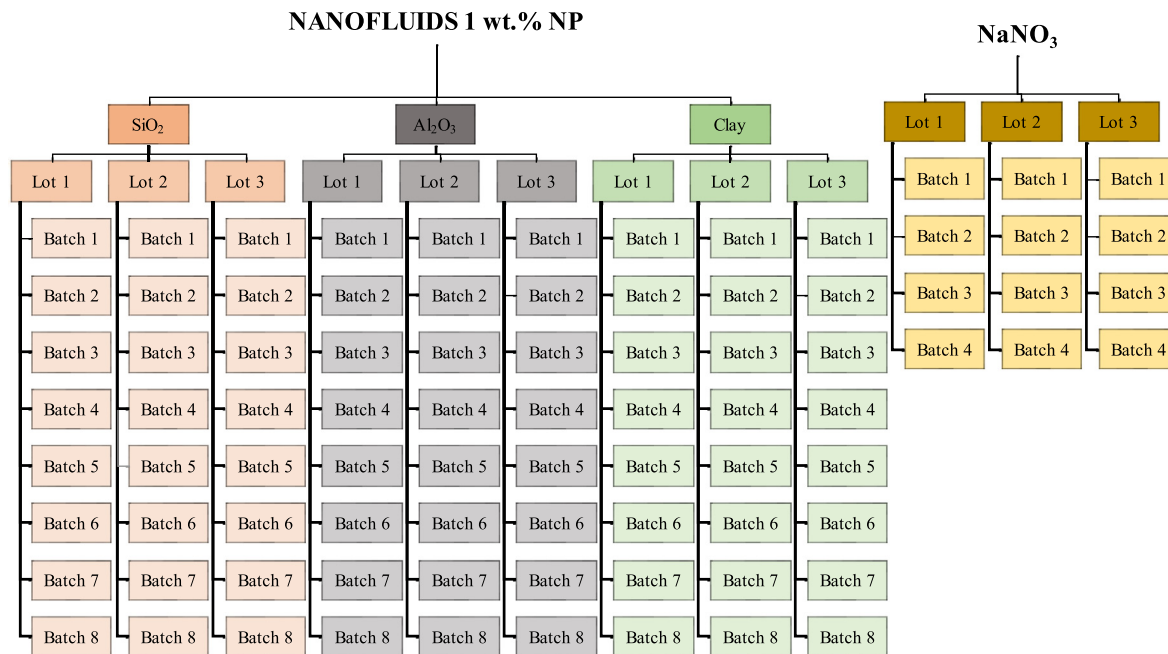 NANOFLUIDS 1 wt.% NP
NaNO₃
SiO₂ Al₂O₃ Clay
Lot 1 Lot 2 Lot 3
Lot 1 Lot 2 Lot 3 Lot 1 Lot 2 Lot 3 Lot 1 Lot 2 Lot 3
Batch 1 Batch 1 Batch 1
Batch 1 Batch 1 Batch 1 Batch 1 Batch 1 Batch 1 Batch 1 Batch 1 Batch 1
Batch 2 Batch 2 Batch 2
Batch 2 Batch 2 Batch 2 Batch 2 Batch 2 Batch 2 Batch 2 Batch 2 Batch 2
Batch 3 Batch 3 Batch 3
Batch 3 Batch 3 Batch 3 Batch 3 Batch 3 Batch 3 Batch 3 Batch 3 Batch 3
Batch 4 Batch 4 Batch 4
Batch 4 Batch 4 Batch 4 Batch 4 Batch 4 Batch 4 Batch 4 Batch 4 Batch 4
Batch 5 Batch 5 Batch 5 Batch 5 Batch 5 Batch 5 Batch 5 Batch 5 Batch 5
Batch 6 Batch 6 Batch 6 Batch 6 Batch 6 Batch 6 Batch 6 Batch 6 Batch 6
Batch 7 Batch 7 Batch 7 Batch 7 Batch 7 Batch 7 Batch 7 Batch 7 Batch 7
Batch 8 Batch 8 Batch 8 Batch 8 Batch 8 Batch 8 Batch 8 Batch 8 Batch 8